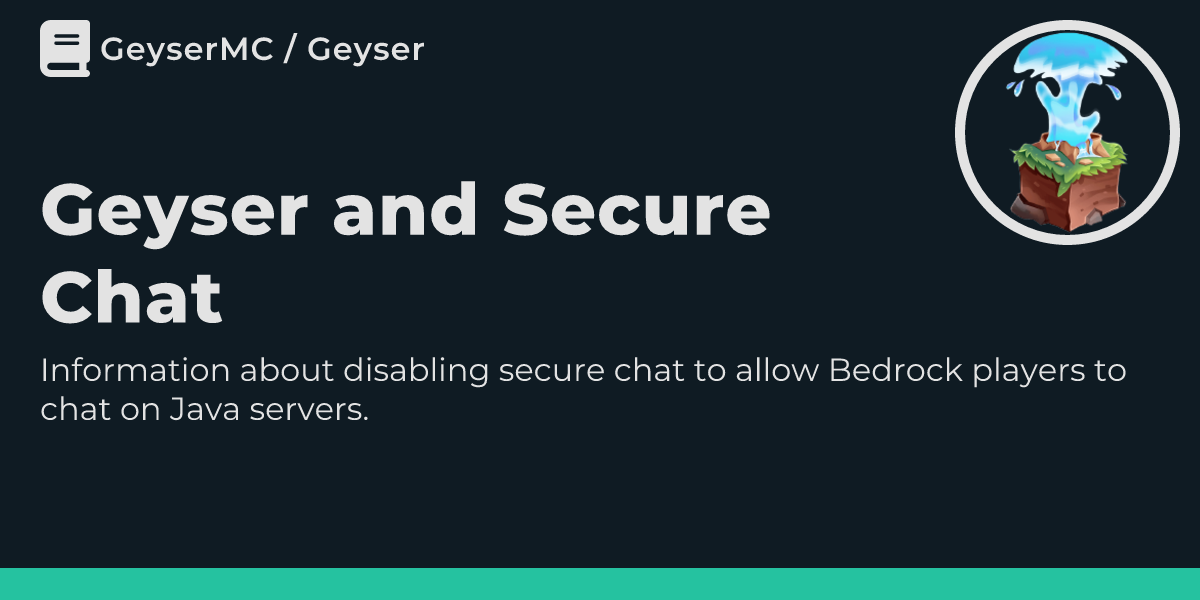 GeyserMC / Geyser
Geyser and Secure
Chat
Information about disabling secure chat to allow Bedrock players to
chat on Java servers.